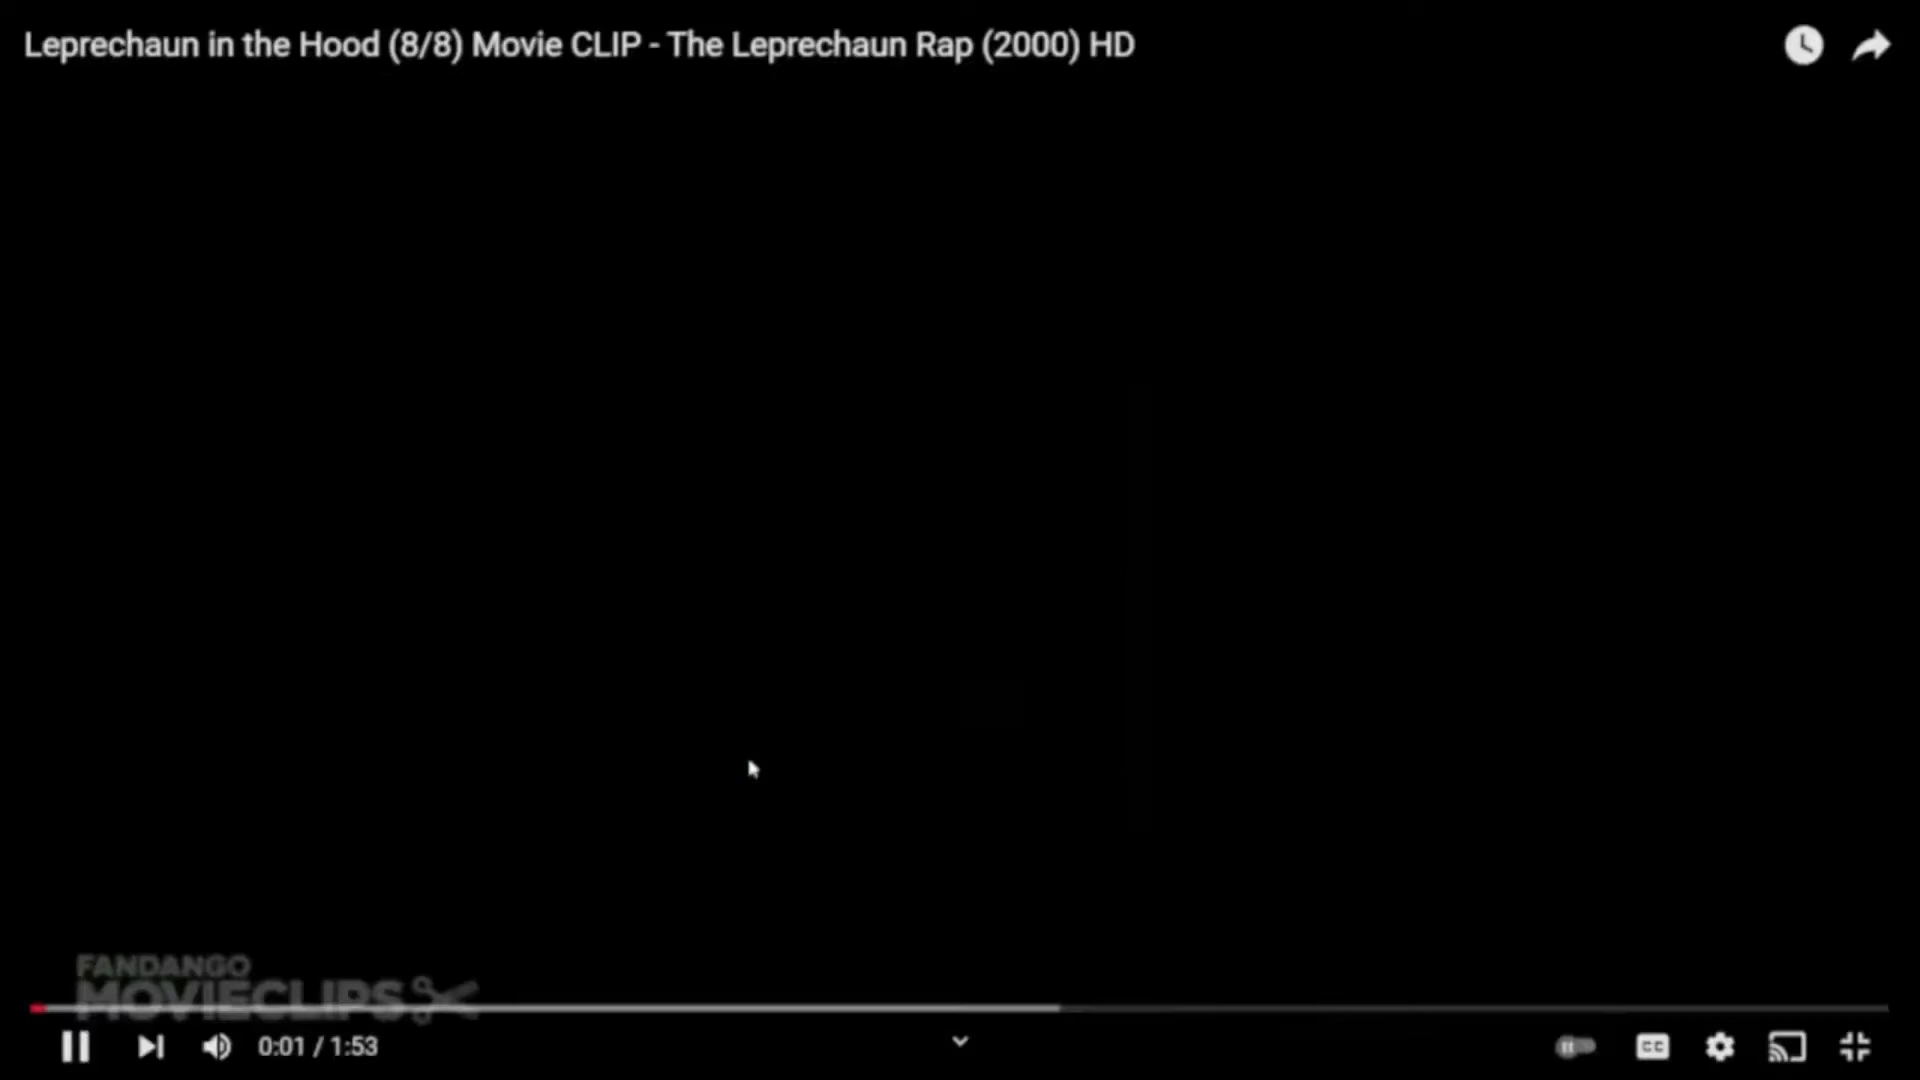 Leprechaun in the Hood (8/8) Movie CLIP - The Leprechaun Rap (2000) HD
FANDANGO
MOVIECLIPS
0:01 / 1:53
CC